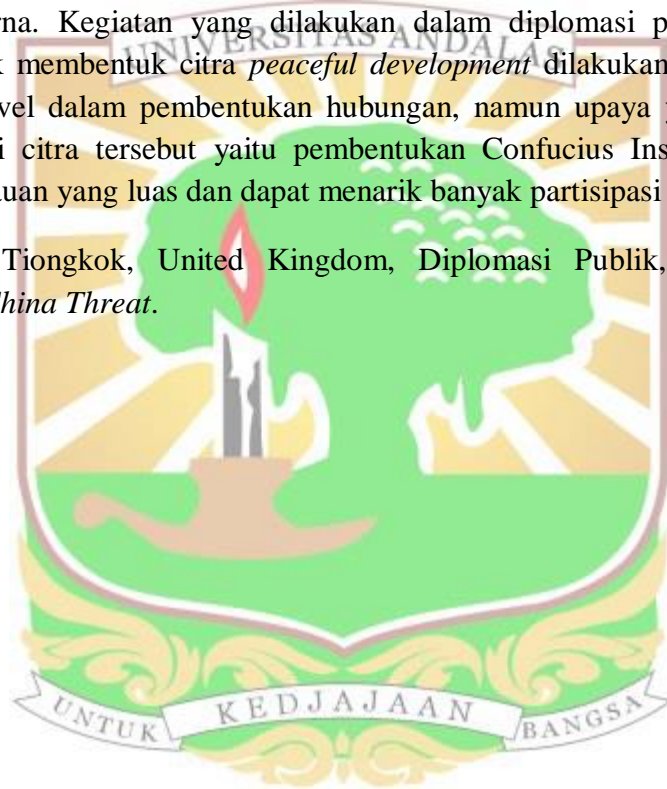 rna. Kegiatan yang dilakukan dalam diplomasi p
UNIVERSITAS ANDALAS
k membentuk citra peaceful development dilakukan
vel dalam pembentukan hubungan, namun upaya y
i citra tersebut yaitu pembentukan Confucius Ins
uan yang luas dan dapat menarik banyak partisipasi
Tiongkok, United Kingdom, Diplomasi Publik,
China Threat.
UNTUK KEDJAJAAN BANGSA